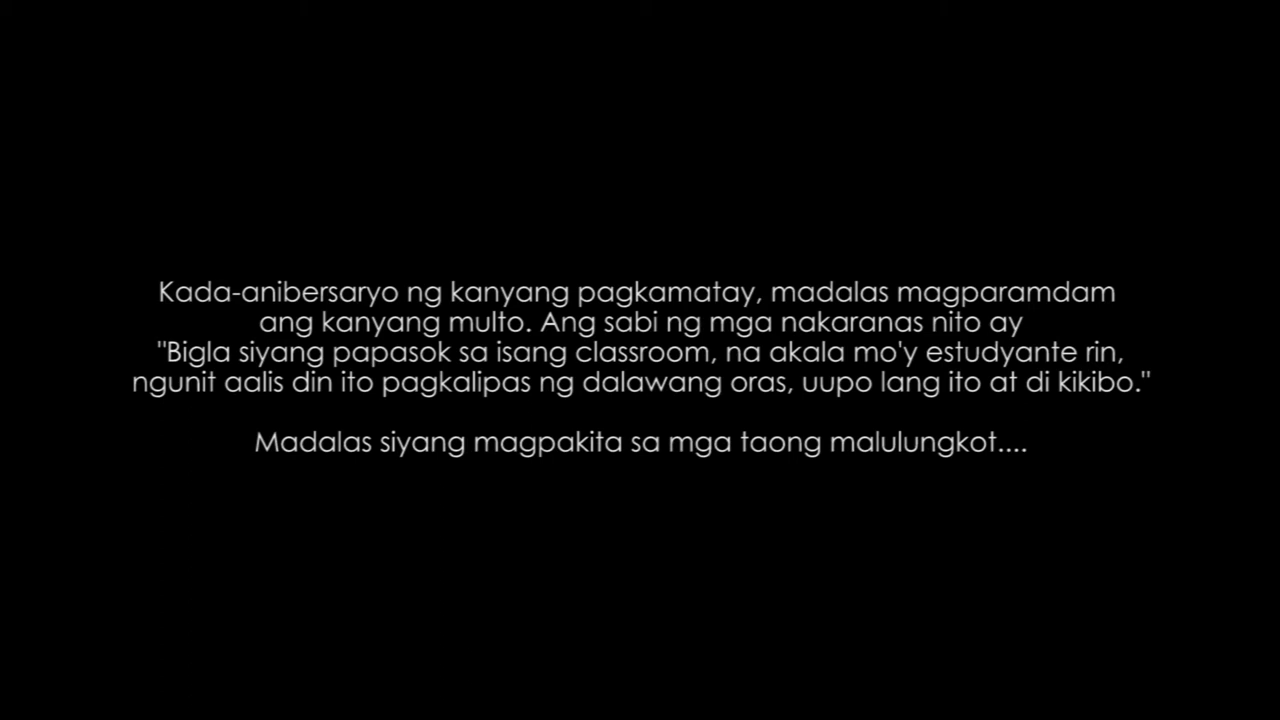 Kada-anibersaryo ng kanyang pagkamatay, madalas magparamdam
ang kanyang multo. Ang sabi ng mga nakaranas nito ay
"Bigla siyang papasok sa isang classroom, na akala mo'y estudyante rin,
ngunit aalis din ito pagkalipas ng dalawang oras, uupo lang ito at di kikibo."
Madalas siyang magpakita sa mga taong malulungkot....